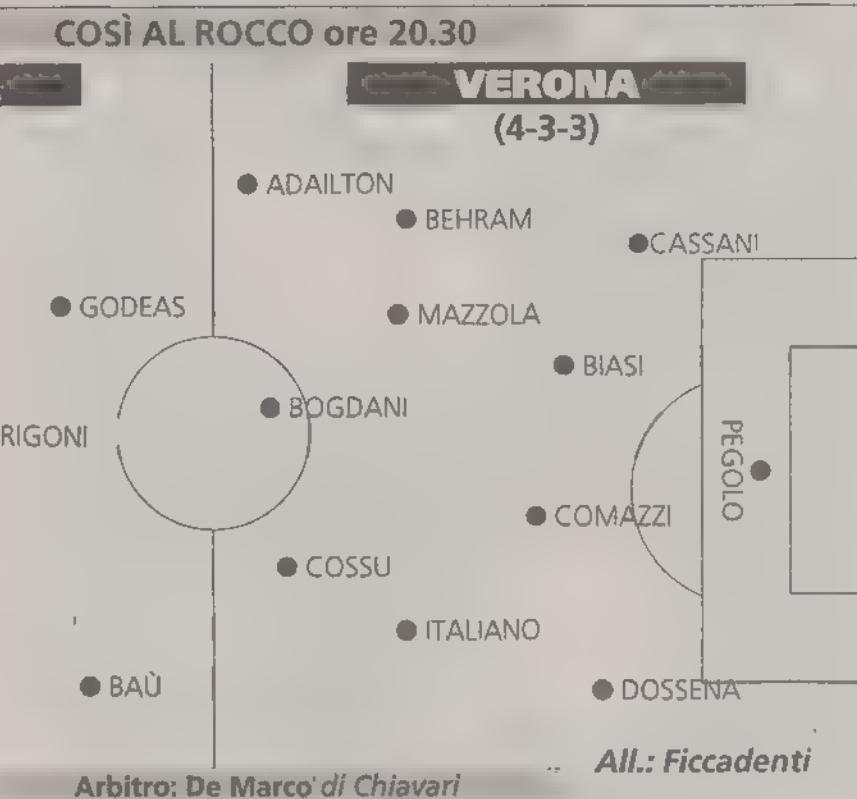 COSÌ AL ROCCO ore 20.30
VERONA
(4-3-3)
ADAILTON
BEHRAM
CASSANI
GODEAS
MAZZOLA
BIASI
BOGDANI
RIGONI
PEGOLO
COMAZZI
COSSU
ITALIANO
BAÙ
DOSSENA
All.: Ficcadenti
Arbitro: De Marco di Chiavari